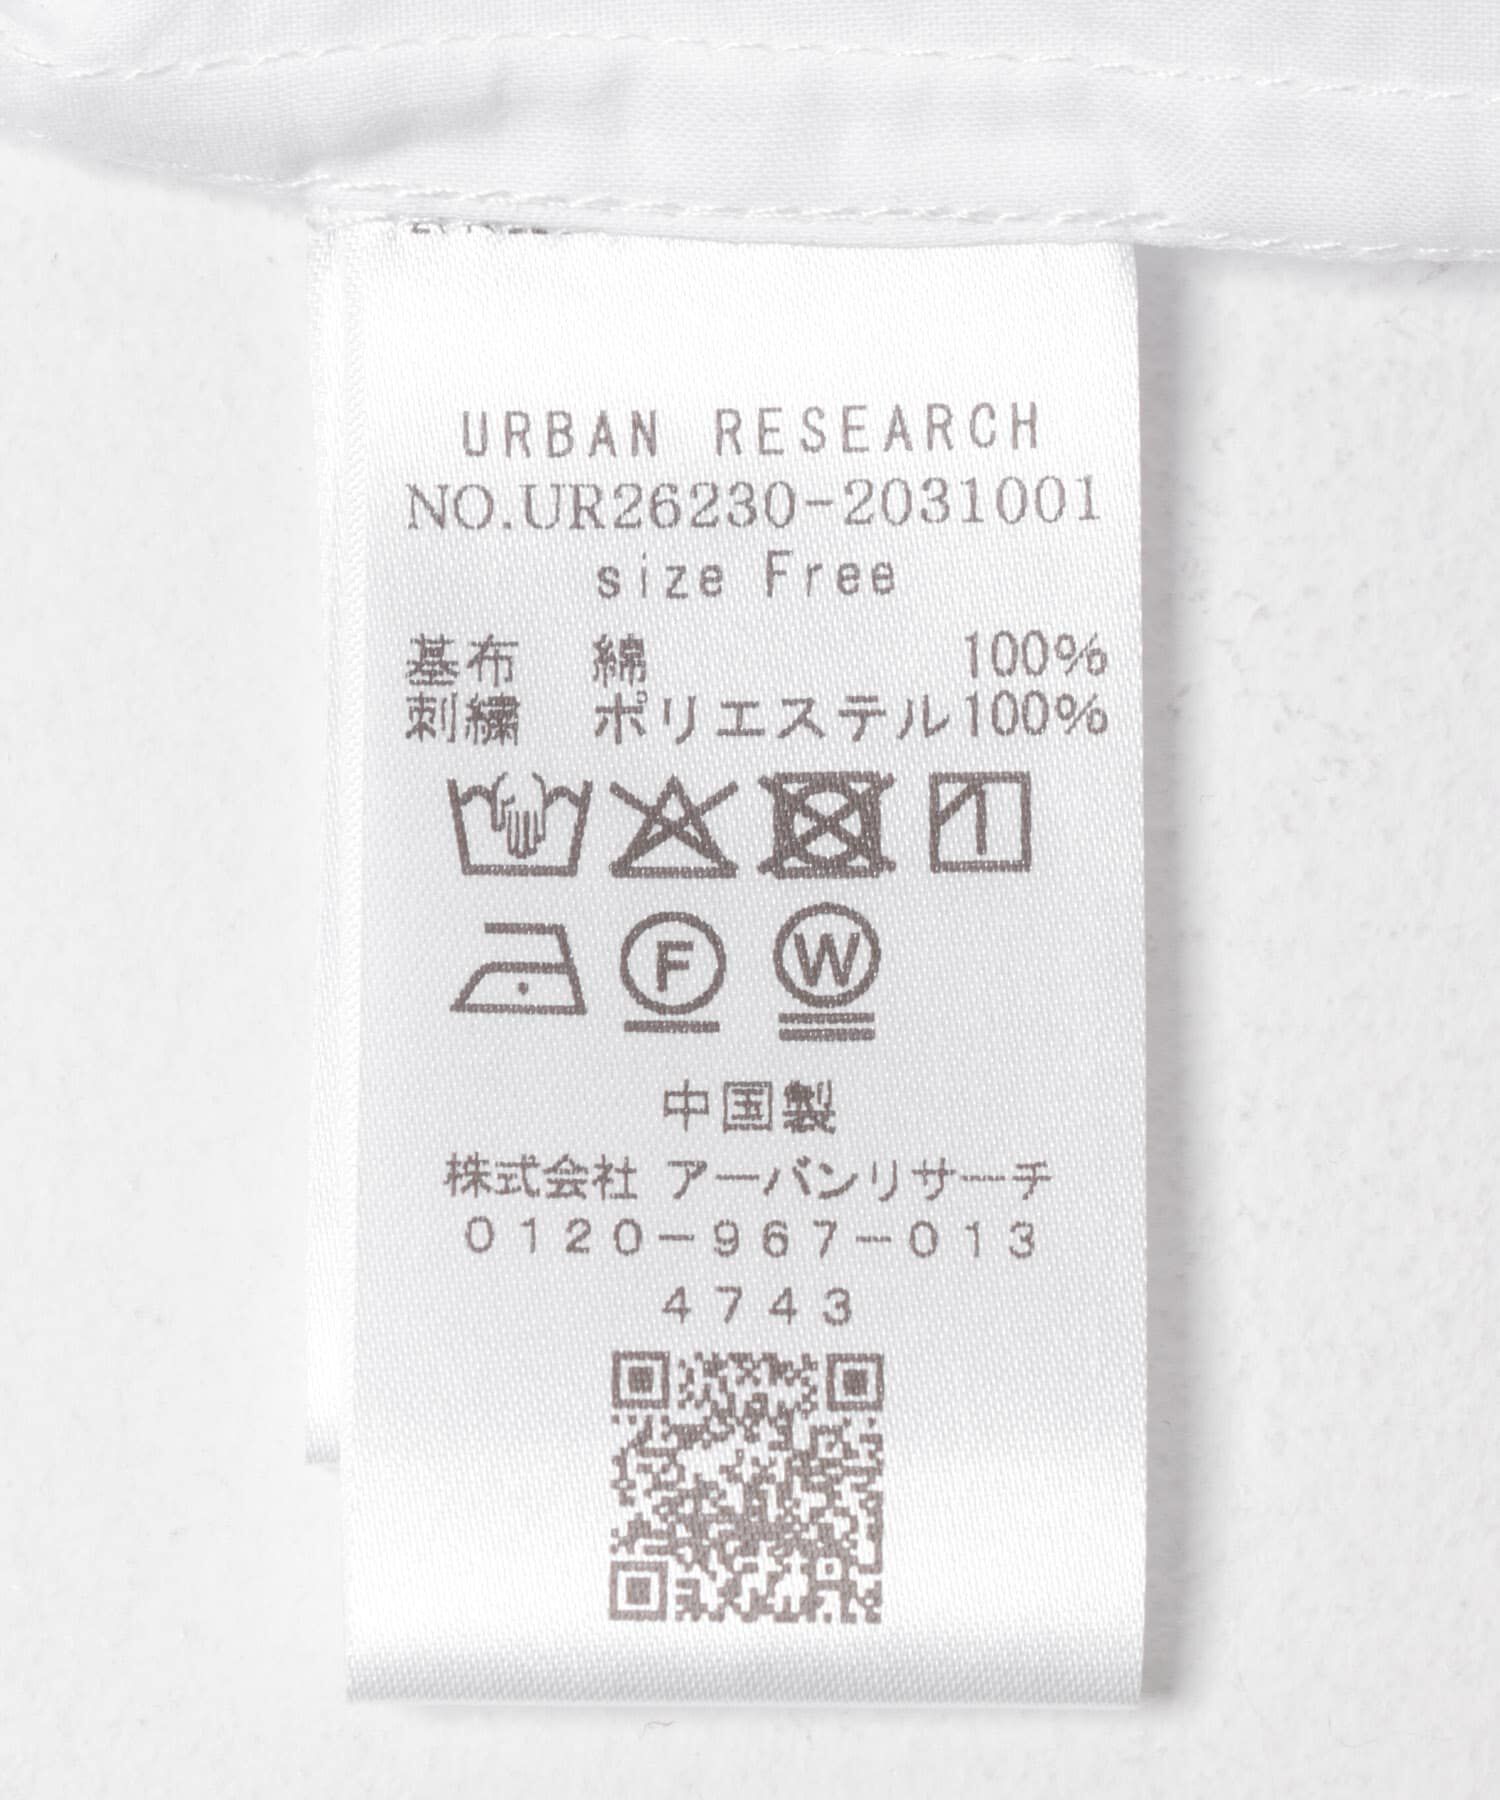 URBAN RESEARCH
NO.UR26230-2031001
size Free
基布 綿 100%
刺繍 ポリエステル100%
F W
中国製
株式会社 アーバンリサーチ
0120-967-013
4743